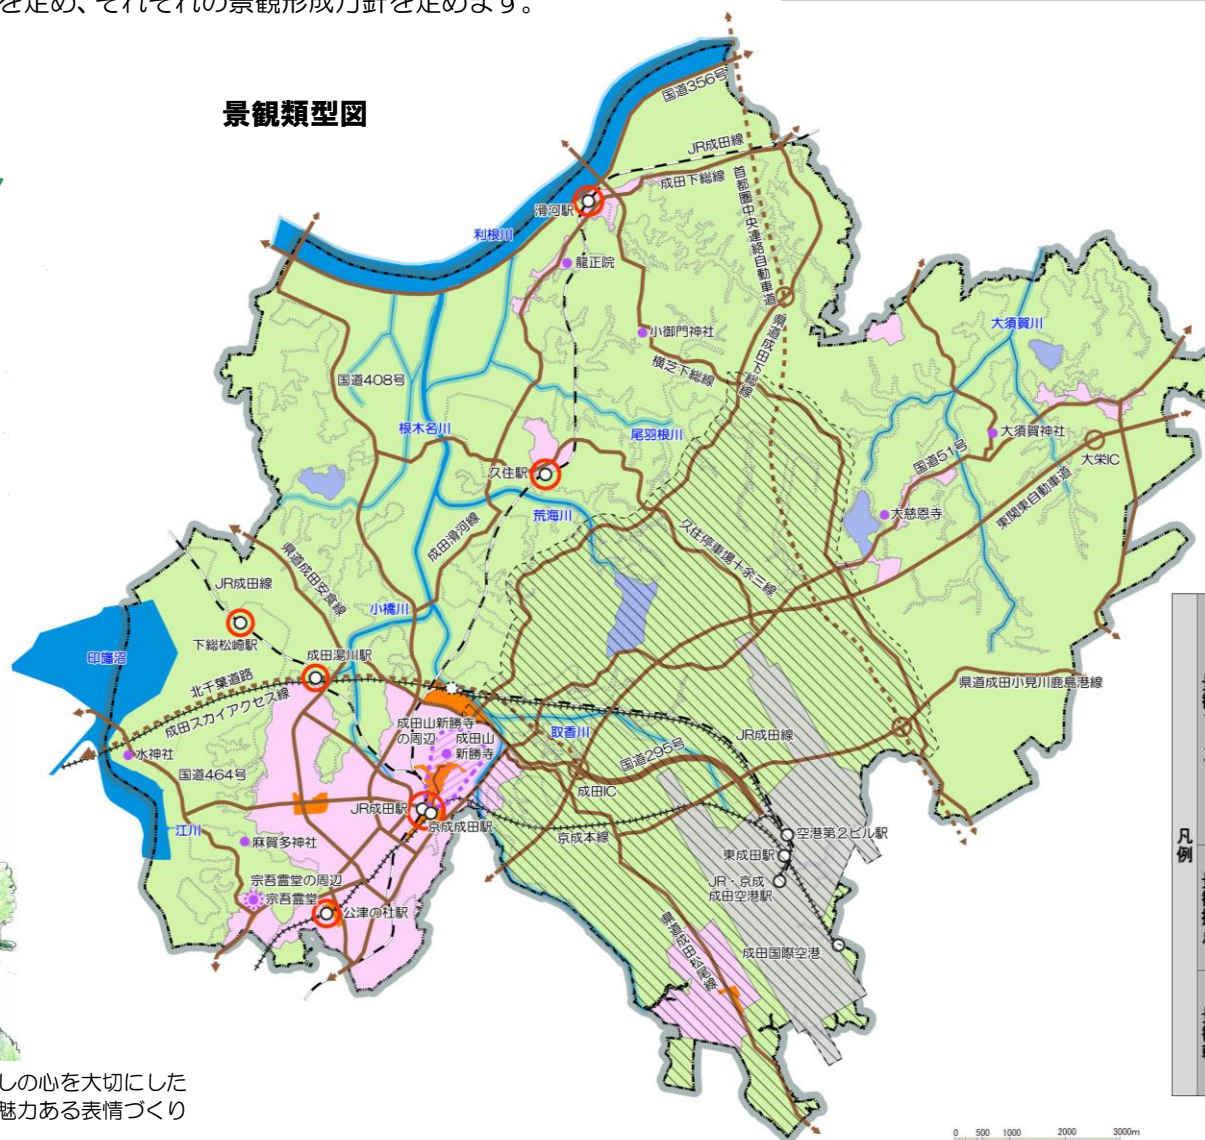 を定め、それぞれの景観形成方針を定めます。
景観類型図
国道356号
JR成田線
成田下総線
滑河駅
首都圏中央連絡自動車道
利根川
龍正院
小御門神社
県道成田下総線
大須賀川
横芝下総線
国道408号
根木名川
尾羽根川
大須賀神社
国道51号
大栄IC
久住駅
荒海川
成田滑河線
久住停車場十余三線
大慈恩寺
東関東自動車道
県道成田安食線
JR成田線
小橋川
下総松崎駅
成田湯川駅
印旛沼
北千葉道路
成田スカイアクセス線
県道成田小見川鹿島港線
成田山新勝寺
の周辺
成田山
新勝寺
取香川
JR成田線
国道295号
水神社
国道464号
成田IC
JR成田駅
京成成田駅
江川
京成本線
空港第2ビル駅
麻賀多神社
東成田駅
凡例
宗吾霊堂の周辺
宗吾霊堂
JR・京成
成田空港駅
公津の杜駅
県道成田松尾線
成田国際空港
しの心を大切にした
魅力ある表情づくり
0 500 1000 2000 3000m